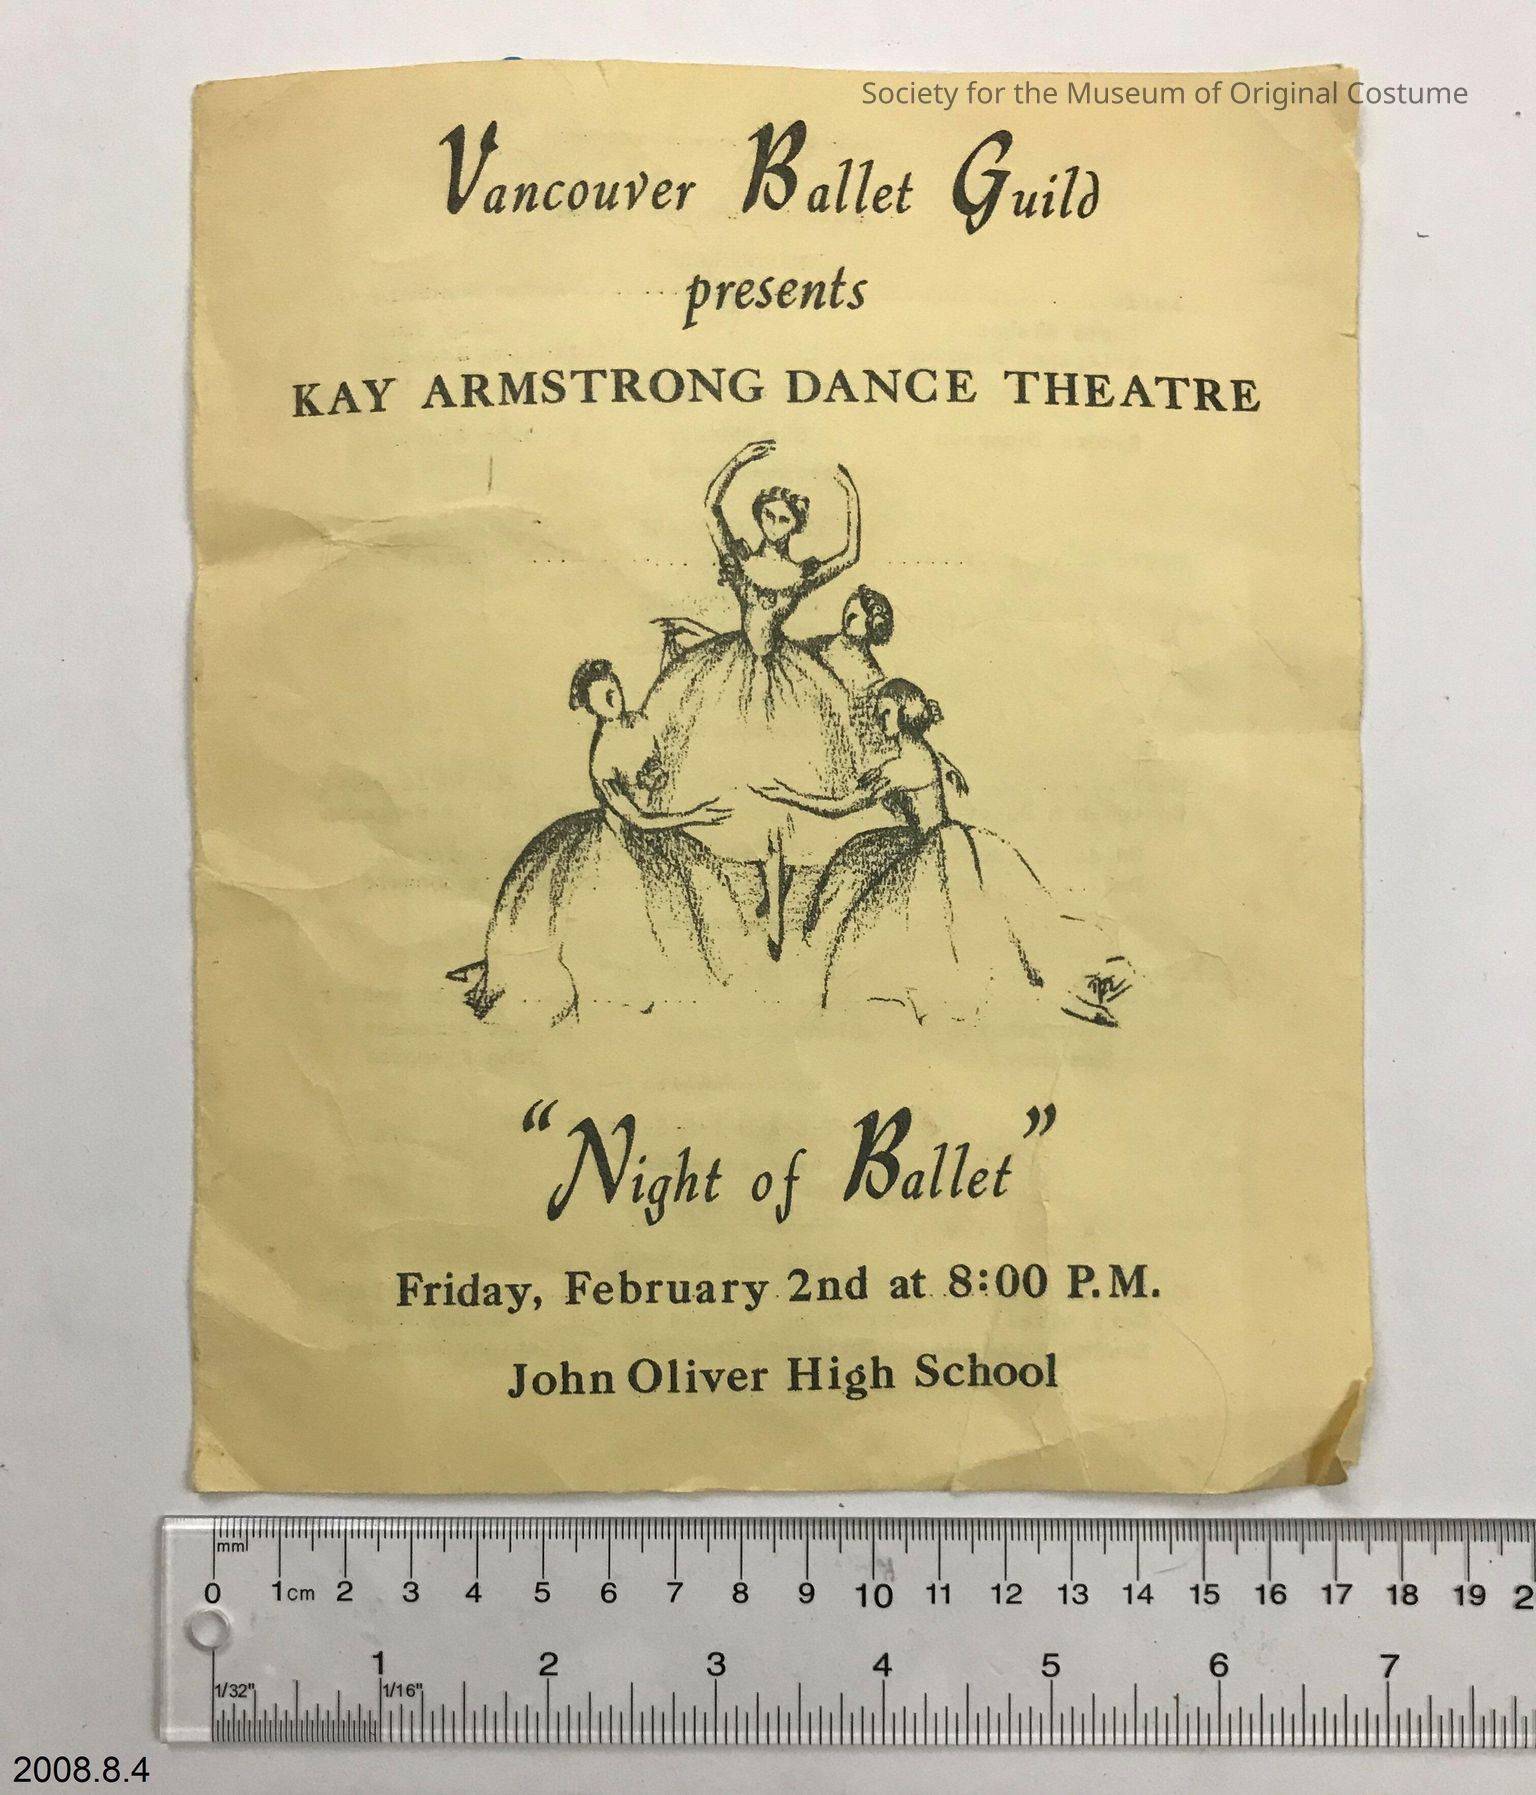 Society for the Museum of Original Costume
Vancouver Ballet Guild
presents
KAY ARMSTRONG DANCE THEATRE
"Night of Ballet"
Friday, February 2nd at 8:00 P.M.
John Oliver High School
mm
0 1cm 2 3 4 5 6 7 8 9 10 11 12 13 14 15 16 17 18 19 2
1 2 3 4 5 6 7
1/32" 1/16"
2008.8.4